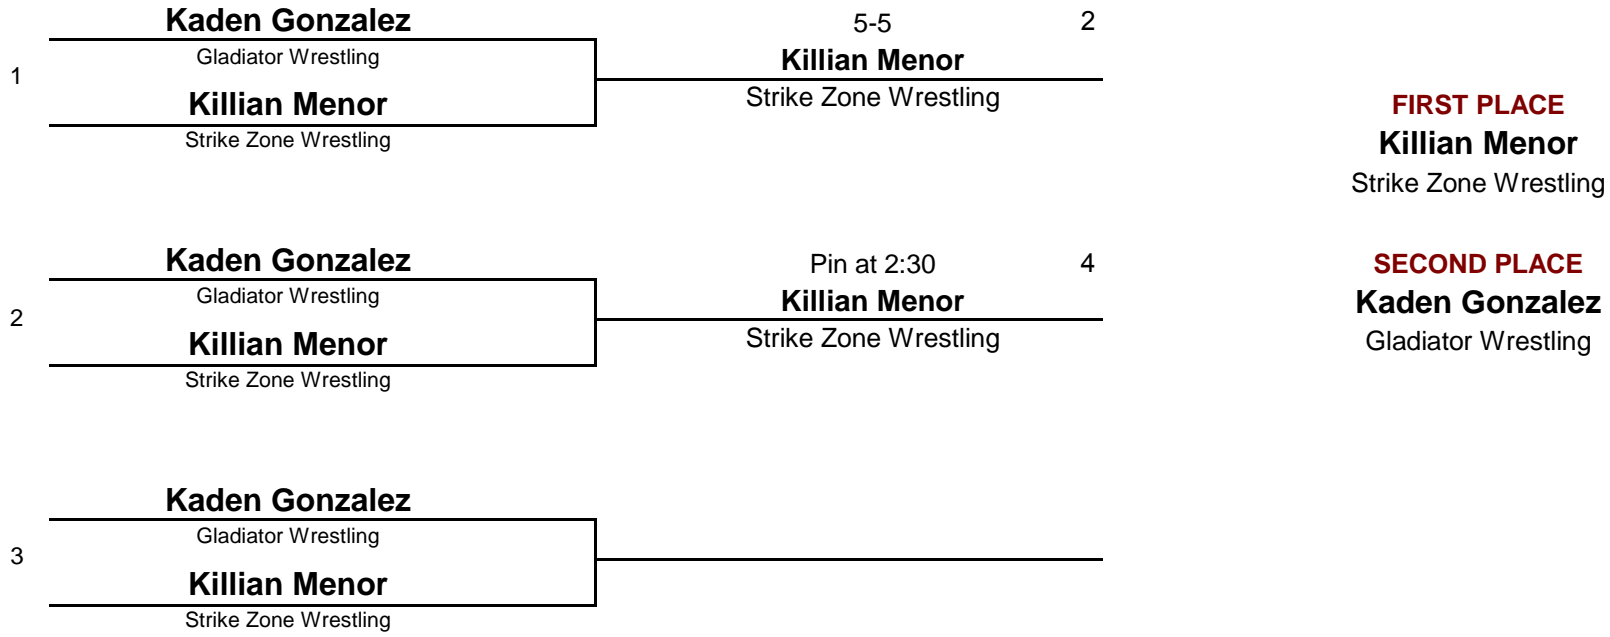 Kaden Gonzalez
Gladiator Wrestling
1
Killian Menor
Strike Zone Wrestling
5-5
2
Killian Menor
Strike Zone Wrestling
FIRST PLACE
Killian Menor
Strike Zone Wrestling
Kaden Gonzalez
Gladiator Wrestling
2
Killian Menor
Strike Zone Wrestling
Pin at 2:30
4
Killian Menor
Strike Zone Wrestling
SECOND PLACE
Kaden Gonzalez
Gladiator Wrestling
Kaden Gonzalez
Gladiator Wrestling
3
Killian Menor
Strike Zone Wrestling